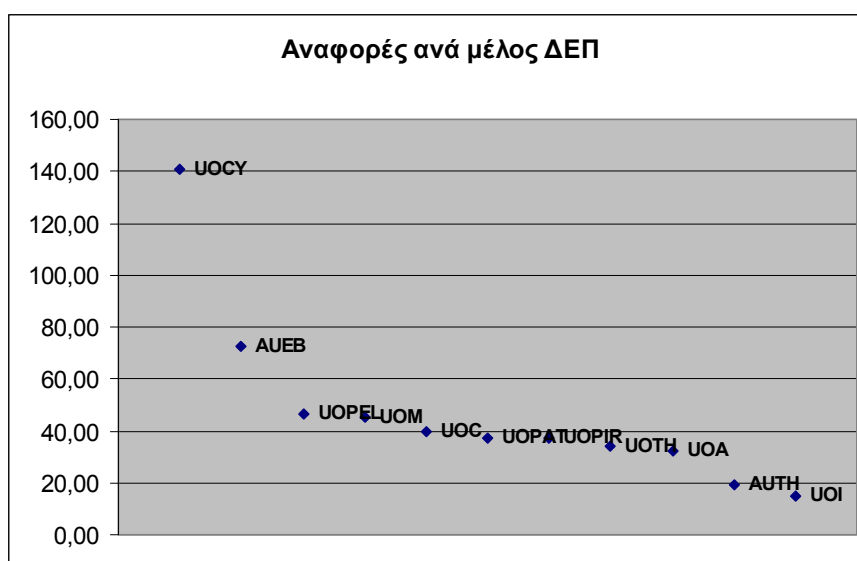 Αναφορές ανά μέλος ΔΕΠ
160,00
140,00
120,00
100,00
80,00
60,00
40,00
20,00
0,00
UOCY
AUEB
UOPEL
UOM
UOC
UOPAT
UOPIR
UOTH
UOA
AUTH
UOI